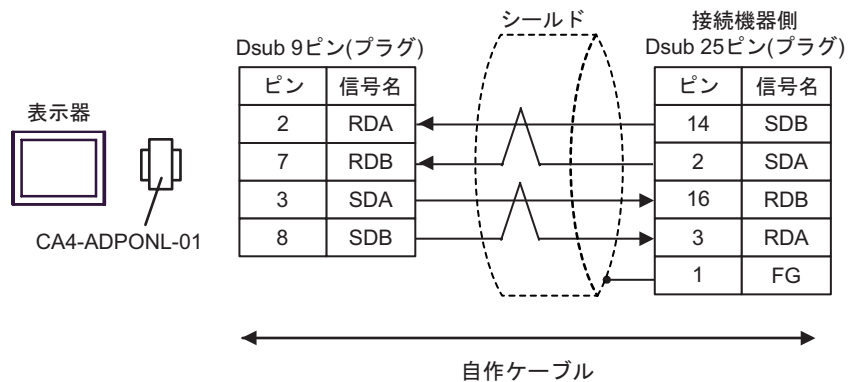 シールド
接続機器側
Dsub 9ピン(プラグ)
Dsub 25ピン(プラグ)
ピン 信号名
ピン 信号名
表示器
2 RDA
14 SDB
7 RDB
2 SDA
3 SDA
16 RDB
8 SDB
3 RDA
CA4-ADPONL-01
1 FG
自作ケーブル